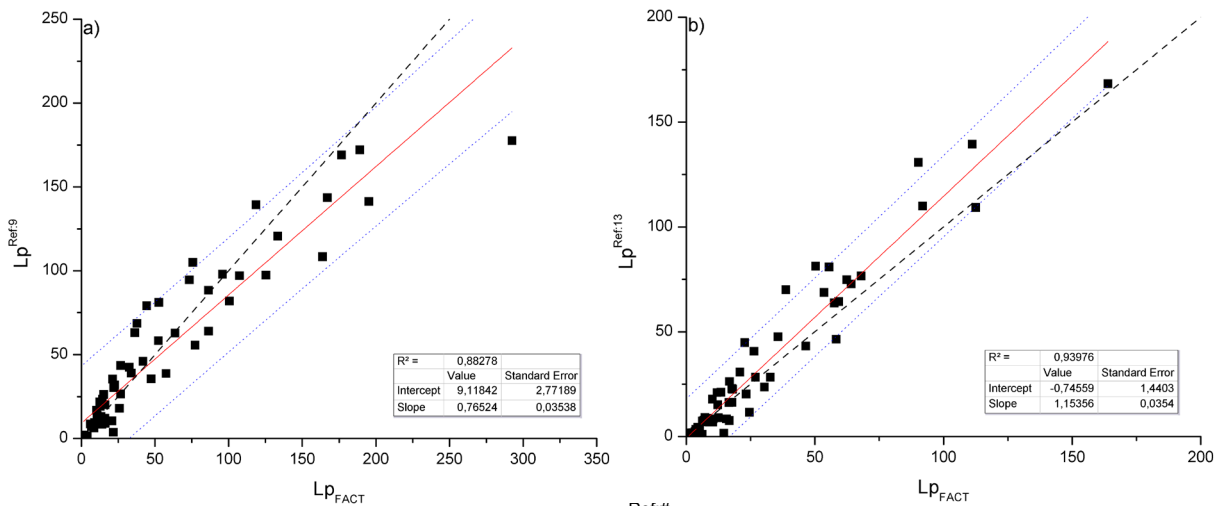 a)
250
200
150
100
50
0
Lp^Ref:9
0
50
100
150
200
250
300
350
Lp_FACT
R² = 0,88278
Value Standard Error
Intercept 9,11842 2,77189
Slope 0,76524 0,03538
b)
200
150
100
50
0
Lp^Ref:13
0
50
100
150
200
Lp_FACT
R² = 0,93976
Value Standard Error
Intercept -0,74559 1,4403
Slope 1,15356 0,0354